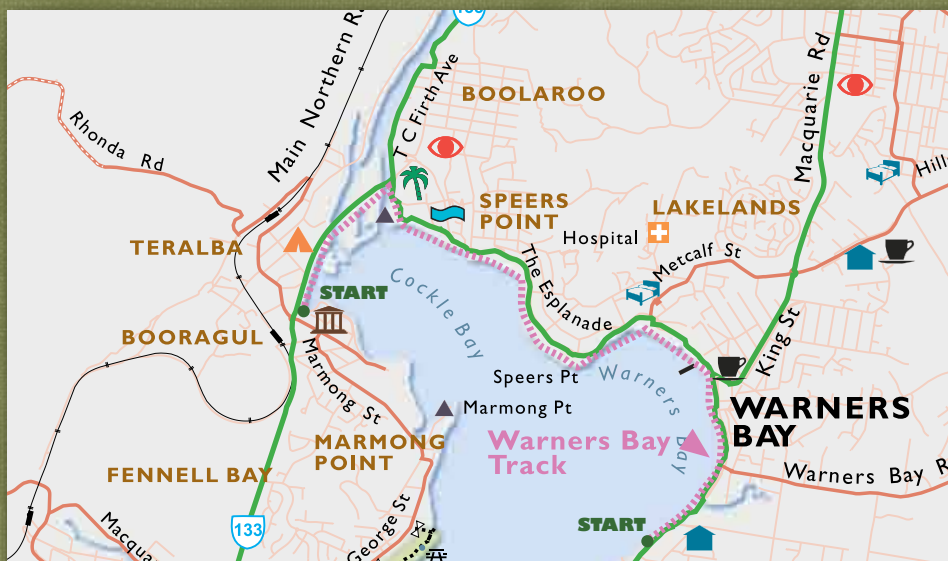 BOOLAROO
T C Firth Ave
Main Northern
Macquarie Rd
Rhonda Rd
SPEERS
POINT
LAKELANDS
Hospital
TERALBA
Metcalf St
START
Cockle Bay
The Esplanade
BOORAGUL
King St
Marmong St
Speers Pt
Warners
Bay
Marmong Pt
WARNERS
BAY
MARMONG
POINT
Warners Bay
Track
FENNELL BAY
Warners Bay
George St
START
133